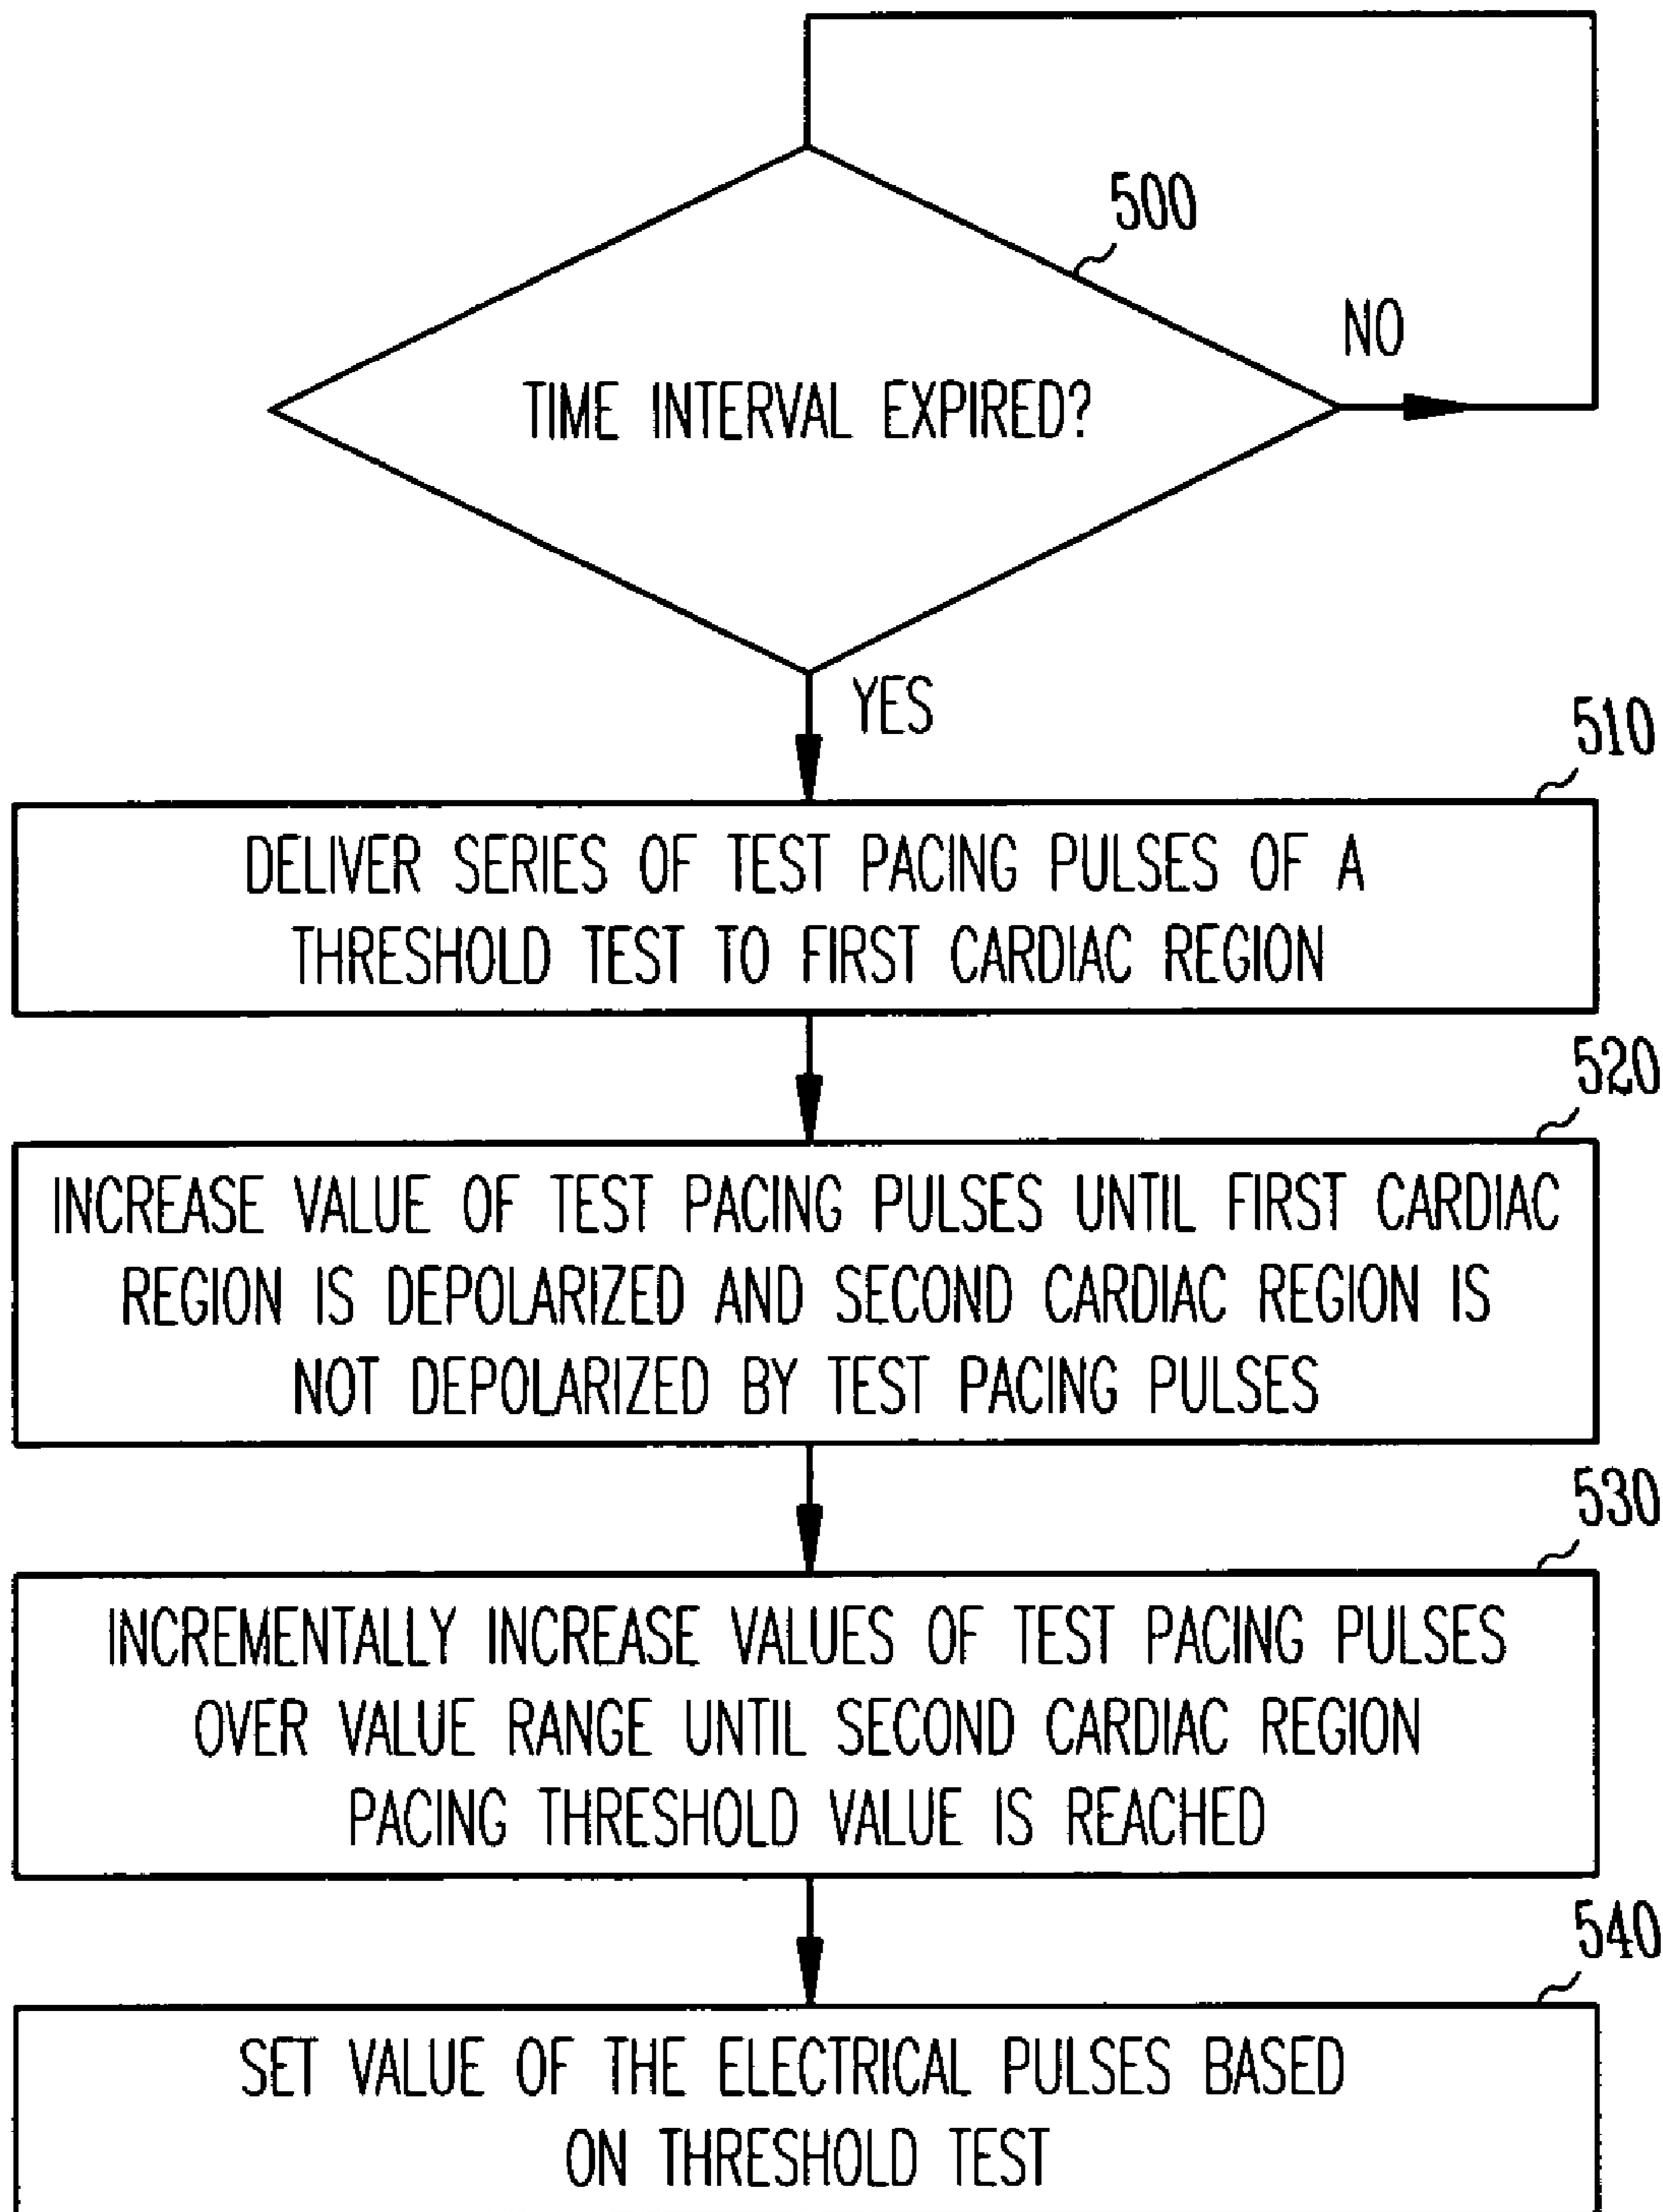 500
NO
TIME INTERVAL EXPIRED?
YES
510
DELIVER SERIES OF TEST PACING PULSES OF A
THRESHOLD TEST TO FIRST CARDIAC REGION
520
INCREASE VALUE OF TEST PACING PULSES UNTIL FIRST CARDIAC
REGION IS DEPOLARIZED AND SECOND CARDIAC REGION IS
NOT DEPOLARIZED BY TEST PACING PULSES
530
INCREMENTALLY INCREASE VALUES OF TEST PACING PULSES
OVER VALUE RANGE UNTIL SECOND CARDIAC REGION
PACING THRESHOLD VALUE IS REACHED
540
SET VALUE OF THE ELECTRICAL PULSES BASED
ON THRESHOLD TEST